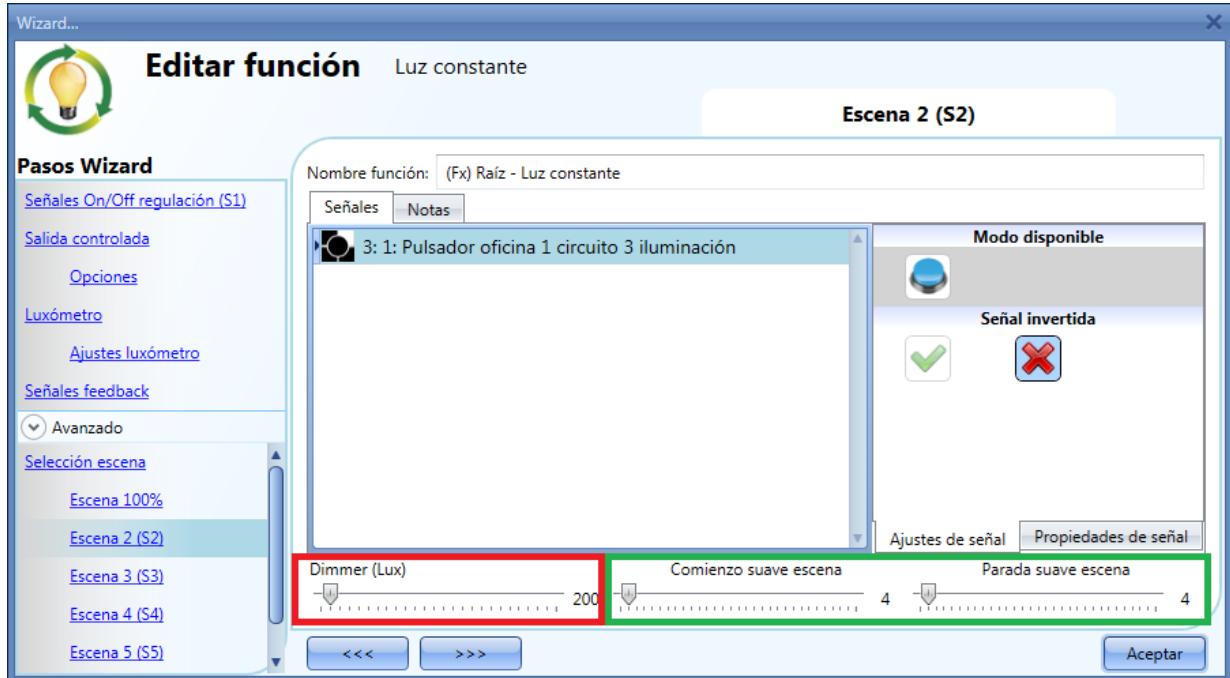 Wizard...
Editar función Luz constante
Escena 2 (S2)
Pasos Wizard
Señales On/Off regulación (S1)
Salida controlada
Opciones
Luxómetro
Ajustes luxómetro
Señales feedback
Avanzado
Selección escena
Escena 100%
Escena 2 (S2)
Escena 3 (S3)
Escena 4 (S4)
Escena 5 (S5)
Nombre función: (Fx) Raíz - Luz constante
Señales Notas
3: 1: Pulsador oficina 1 circuito 3 iluminación
Modo disponible
Señal invertida
Ajustes de señal Propiedades de señal
Dimmer (Lux) Comienzo suave escena Parada suave escena
200 4 4
<<< >>> Aceptar